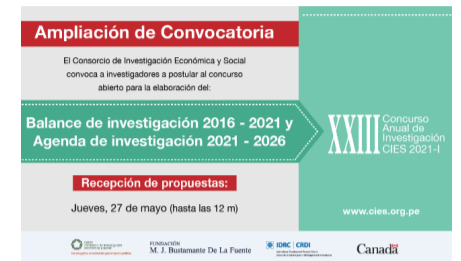 Ampliación de Convocatoria
El Consorcio de Investigación Económica y Social
convoca a investigadores a postular al concurso
abierto para la elaboración del:
Balance de investigación 2016 - 2021 y
Agenda de investigación 2021 - 2026
XXIII
Concurso
Anual de
Investigación
CIES 2021-I
Recepción de propuestas:
Jueves, 27 de mayo (hasta las 12 m)
www.cies.org.pe
FUNDACIÓN
M. J. Bustamante De La Fuente
IDRC | CRDI
Canada